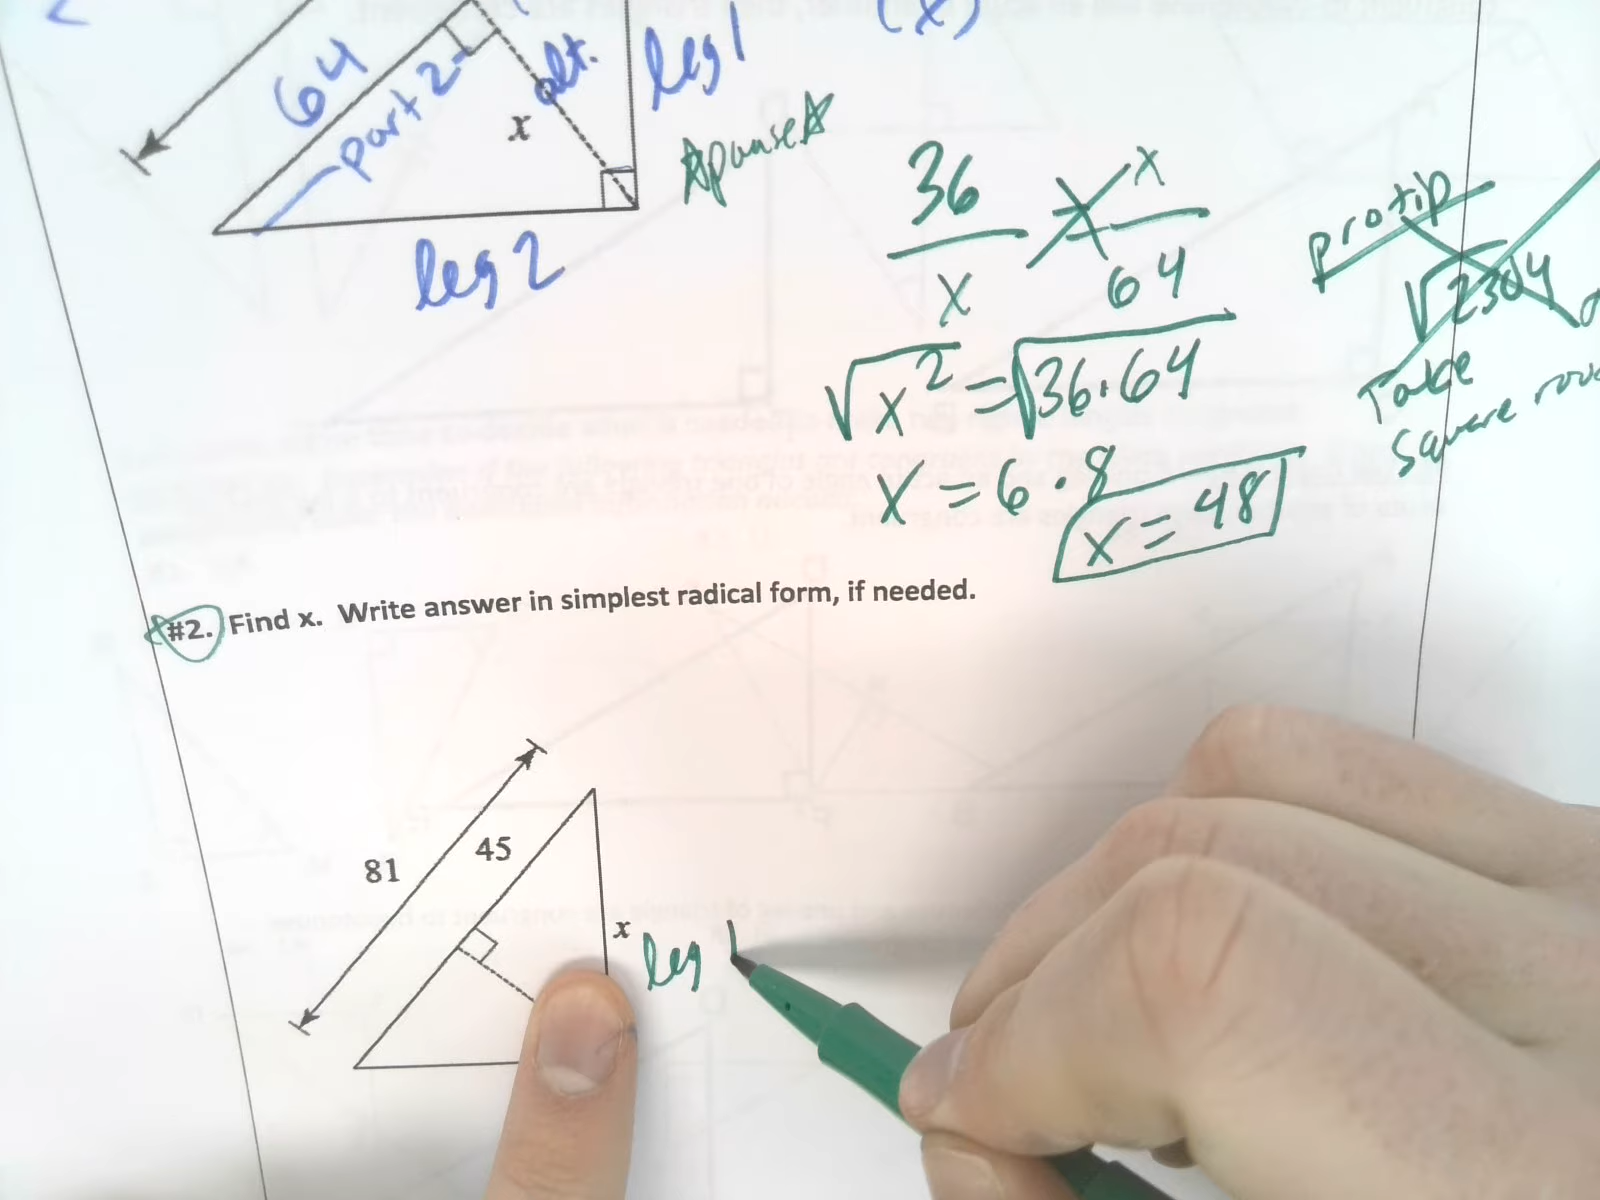 (x)
64
part 2
alt.
leg 1
x
leg 2
☆pause☆
36 x
x 64
√x² = √36·64
x = 6·8
x = 48
protip
√2304
Take
square
#2. Find x. Write answer in simplest radical form, if needed.
81
45
x
leg